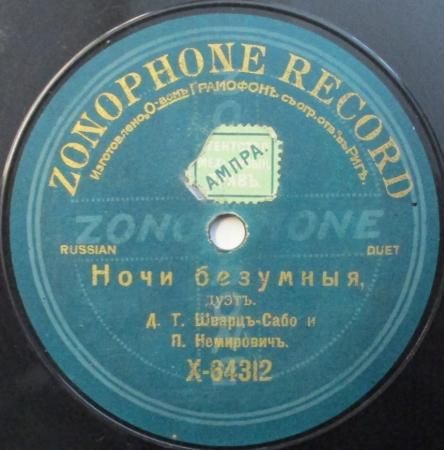 ZONOPHONE RECORD
Изготовлено „О-вомъ ГРАМОФОНЪ съ огр. отв." въ Ригѣ.
АМПРА.
ZONOPHONE
RUSSIAN DUET
Ночи безумныя,
дуэтъ.
Д. Т. Шварцъ-Сабо и
П. Немировичъ.
X-64312